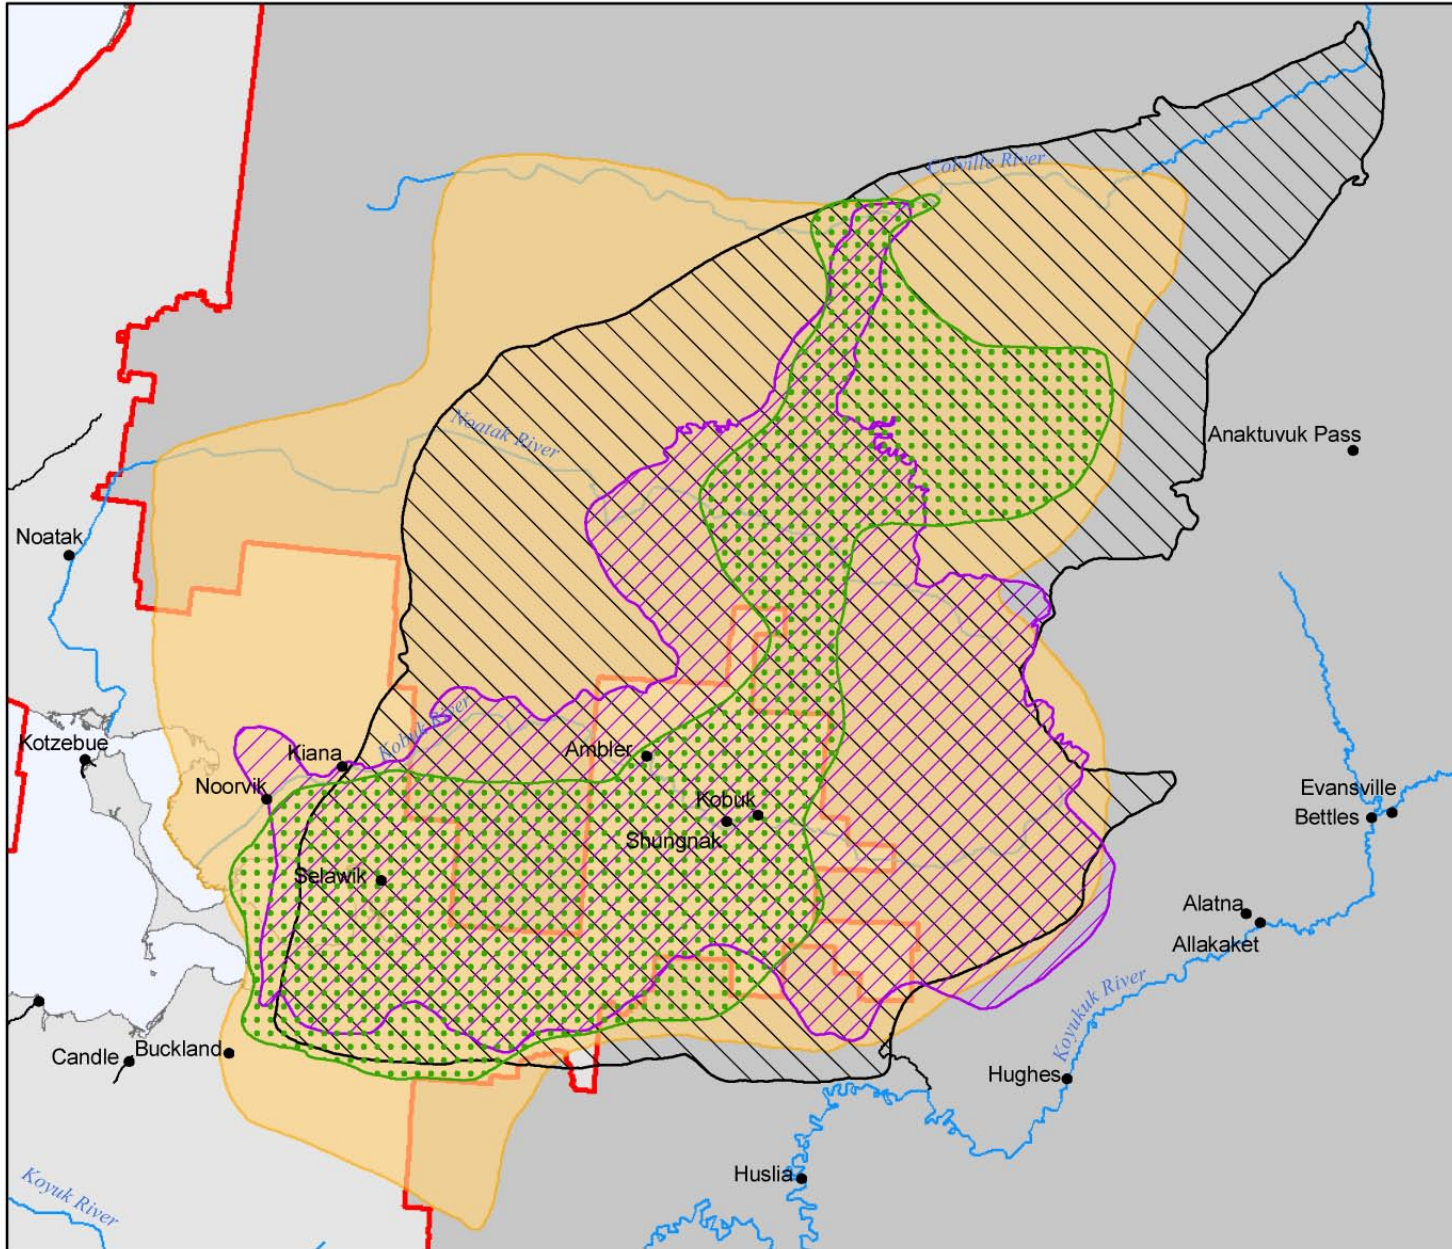 Colville River
Noatak River
Anaktuvuk Pass
Noatak
Kobuk River
Kotzebue
Kiana
Ambler
Noorvik
Kobuk
Shungnak
Evansville
Bettles
Selawik
Alatna
Allakaket
Koyukuk River
Candle
Buckland
Hughes
Huslia
Koyuk River